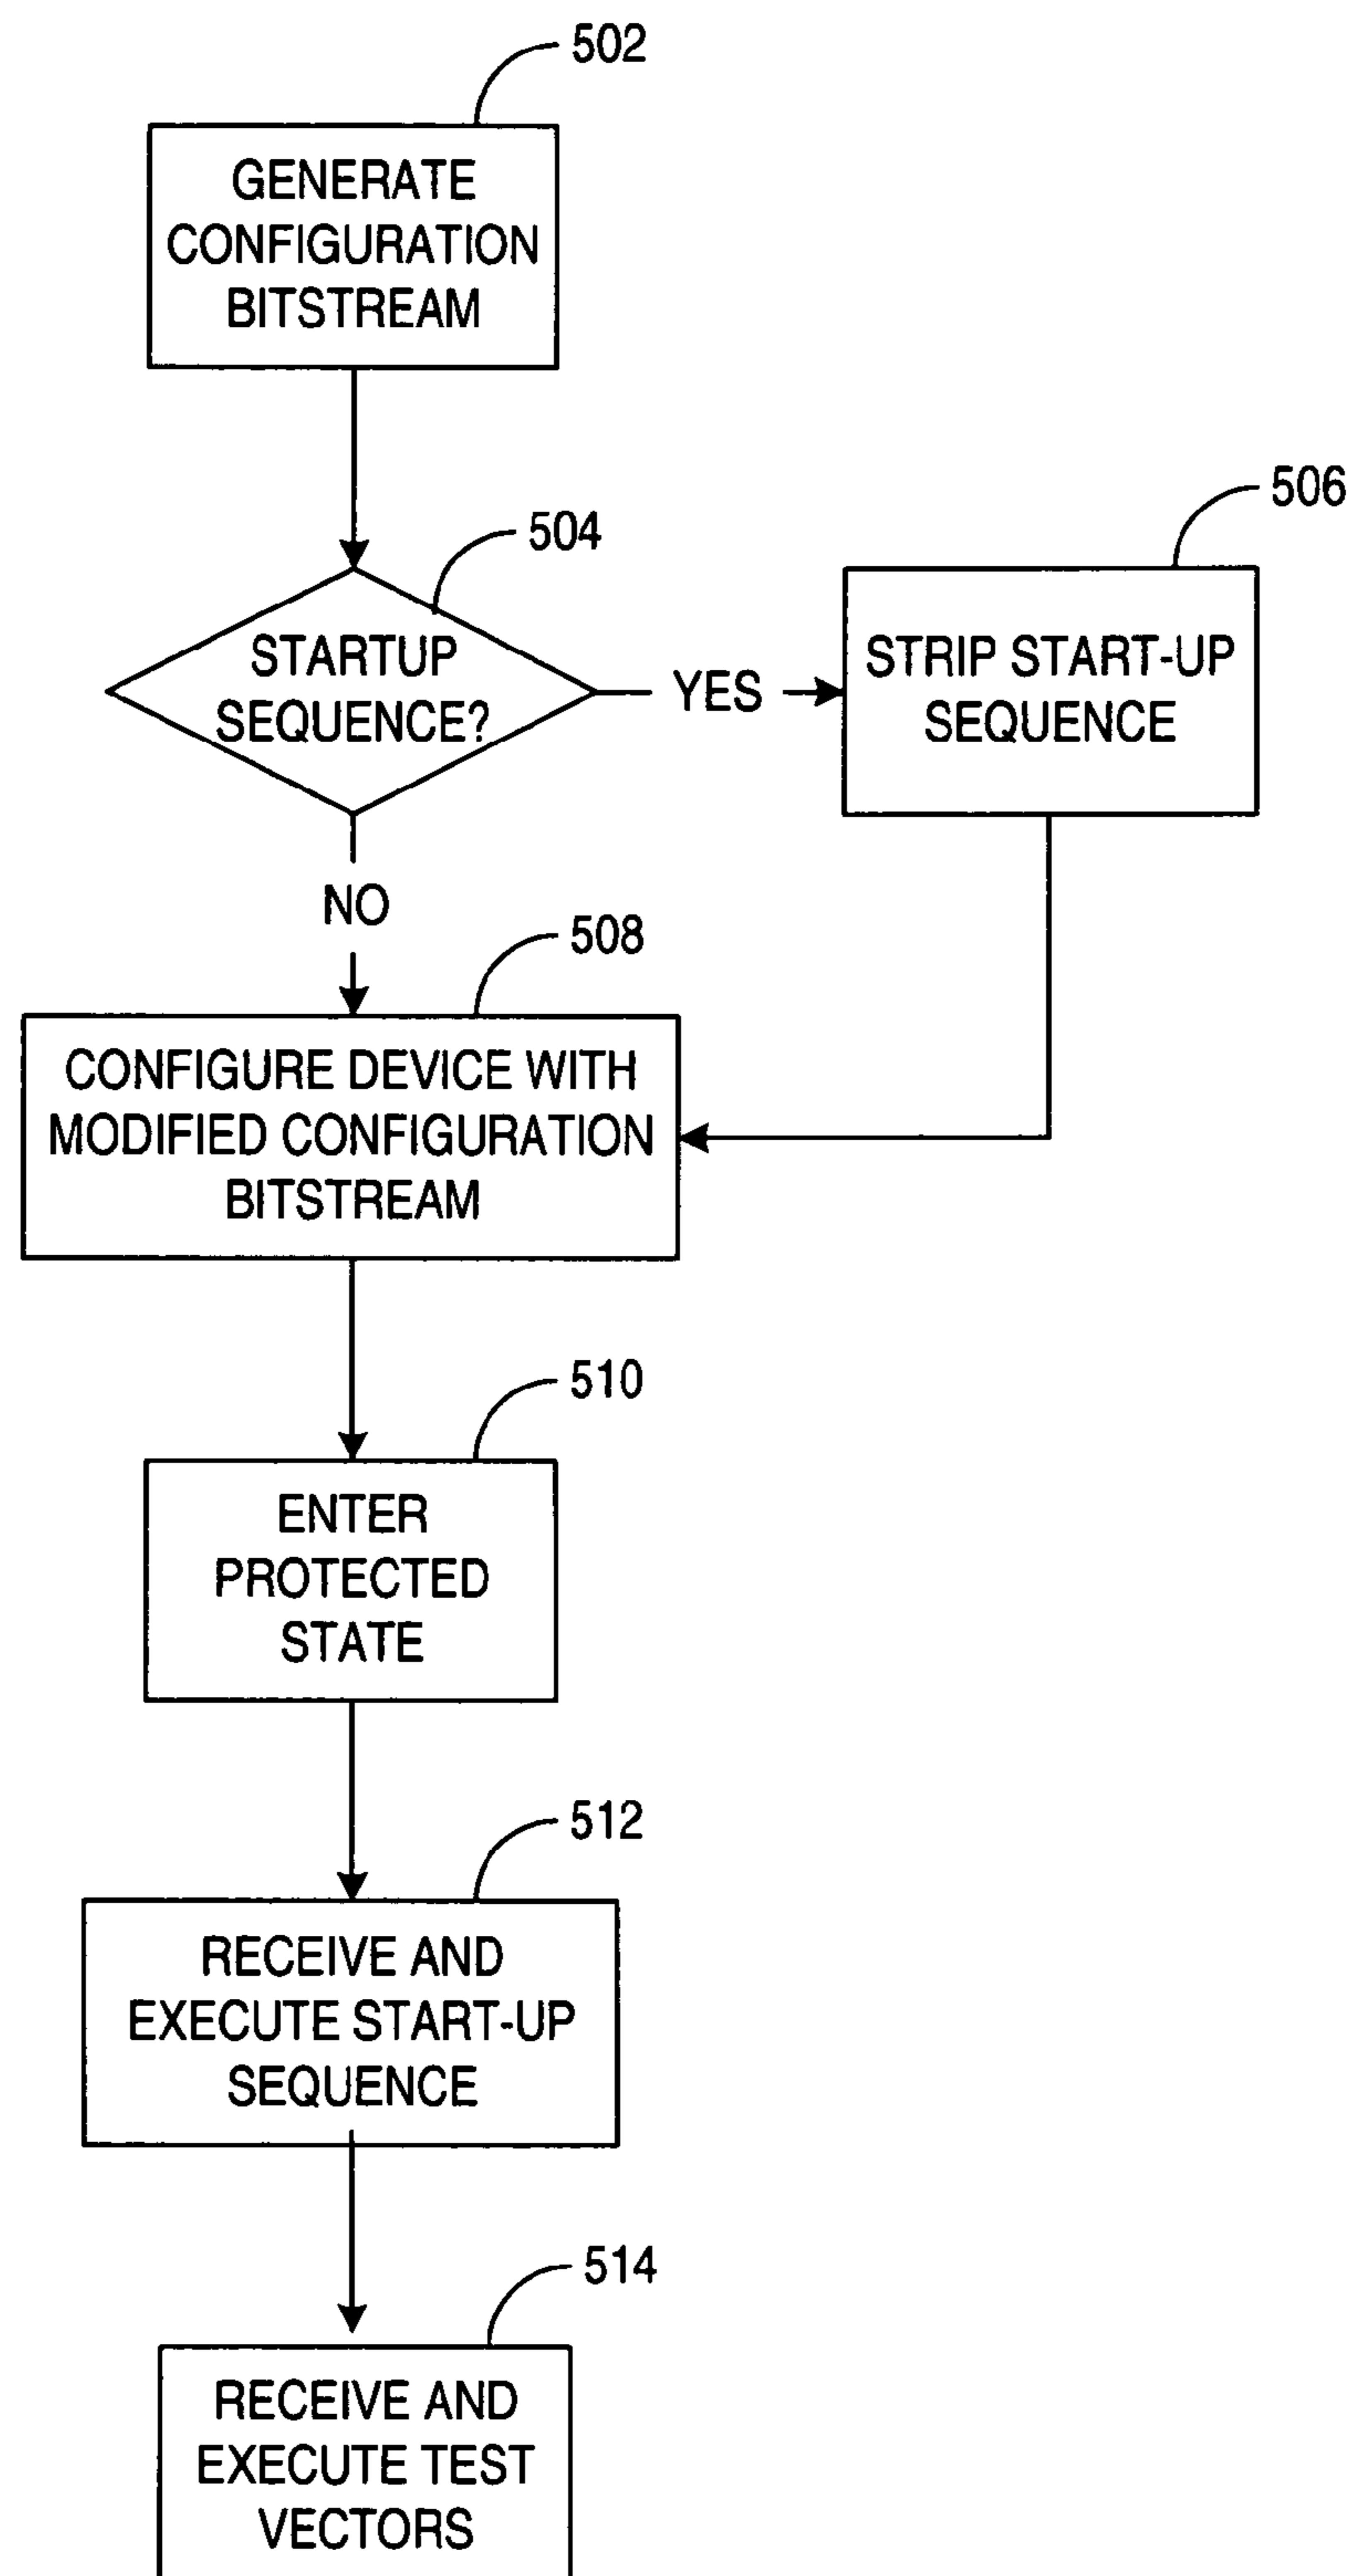 502
GENERATE
CONFIGURATION
BITSTREAM
504
506
STARTUP
SEQUENCE?
YES
STRIP START-UP
SEQUENCE
NO
508
CONFIGURE DEVICE WITH
MODIFIED CONFIGURATION
BITSTREAM
510
ENTER
PROTECTED
STATE
512
RECEIVE AND
EXECUTE START-UP
SEQUENCE
514
RECEIVE AND
EXECUTE TEST
VECTORS